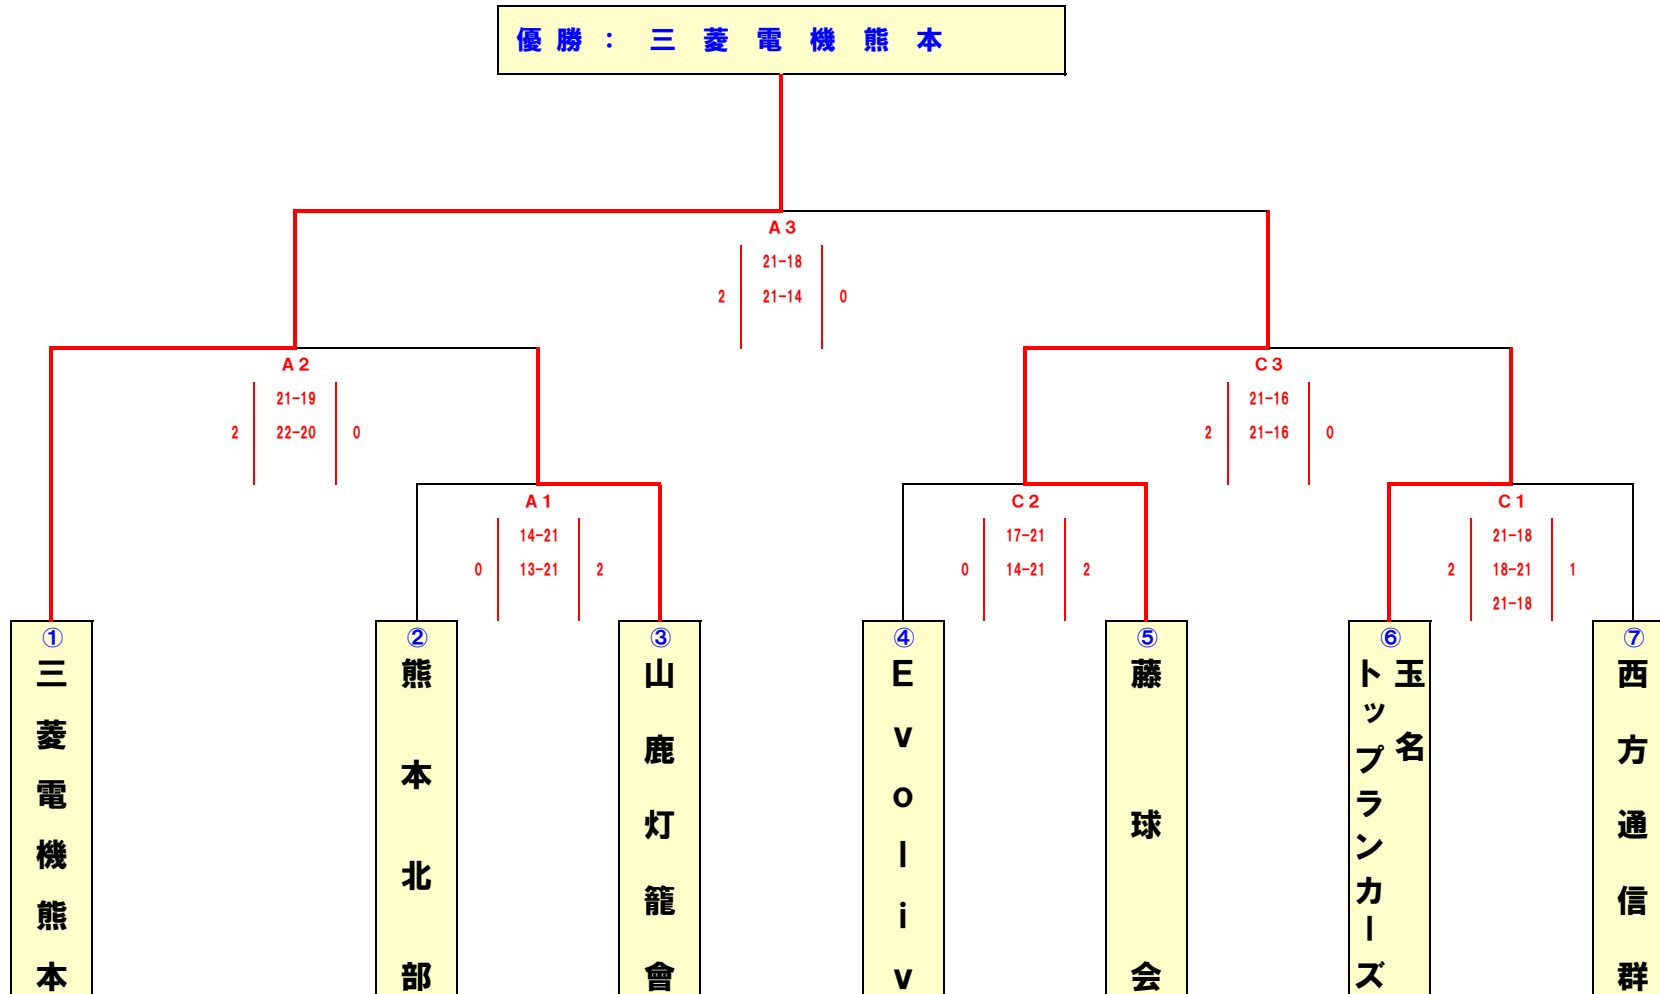 優勝：三菱電機熊本
A3
21-18
2 21-14 0
A2
21-19
2 22-20 0
C3
21-16
2 21-16 0
A1
14-21
0 13-21 2
C2
17-21
0 14-21 2
C1
21-18
2 18-21 1
21-18
①
三菱電機熊本
②
熊本北部
③
山鹿灯籠會
④
Evoliv
⑤
藤球会
⑥
玉名
トップランカーズ
⑦
西方通信群